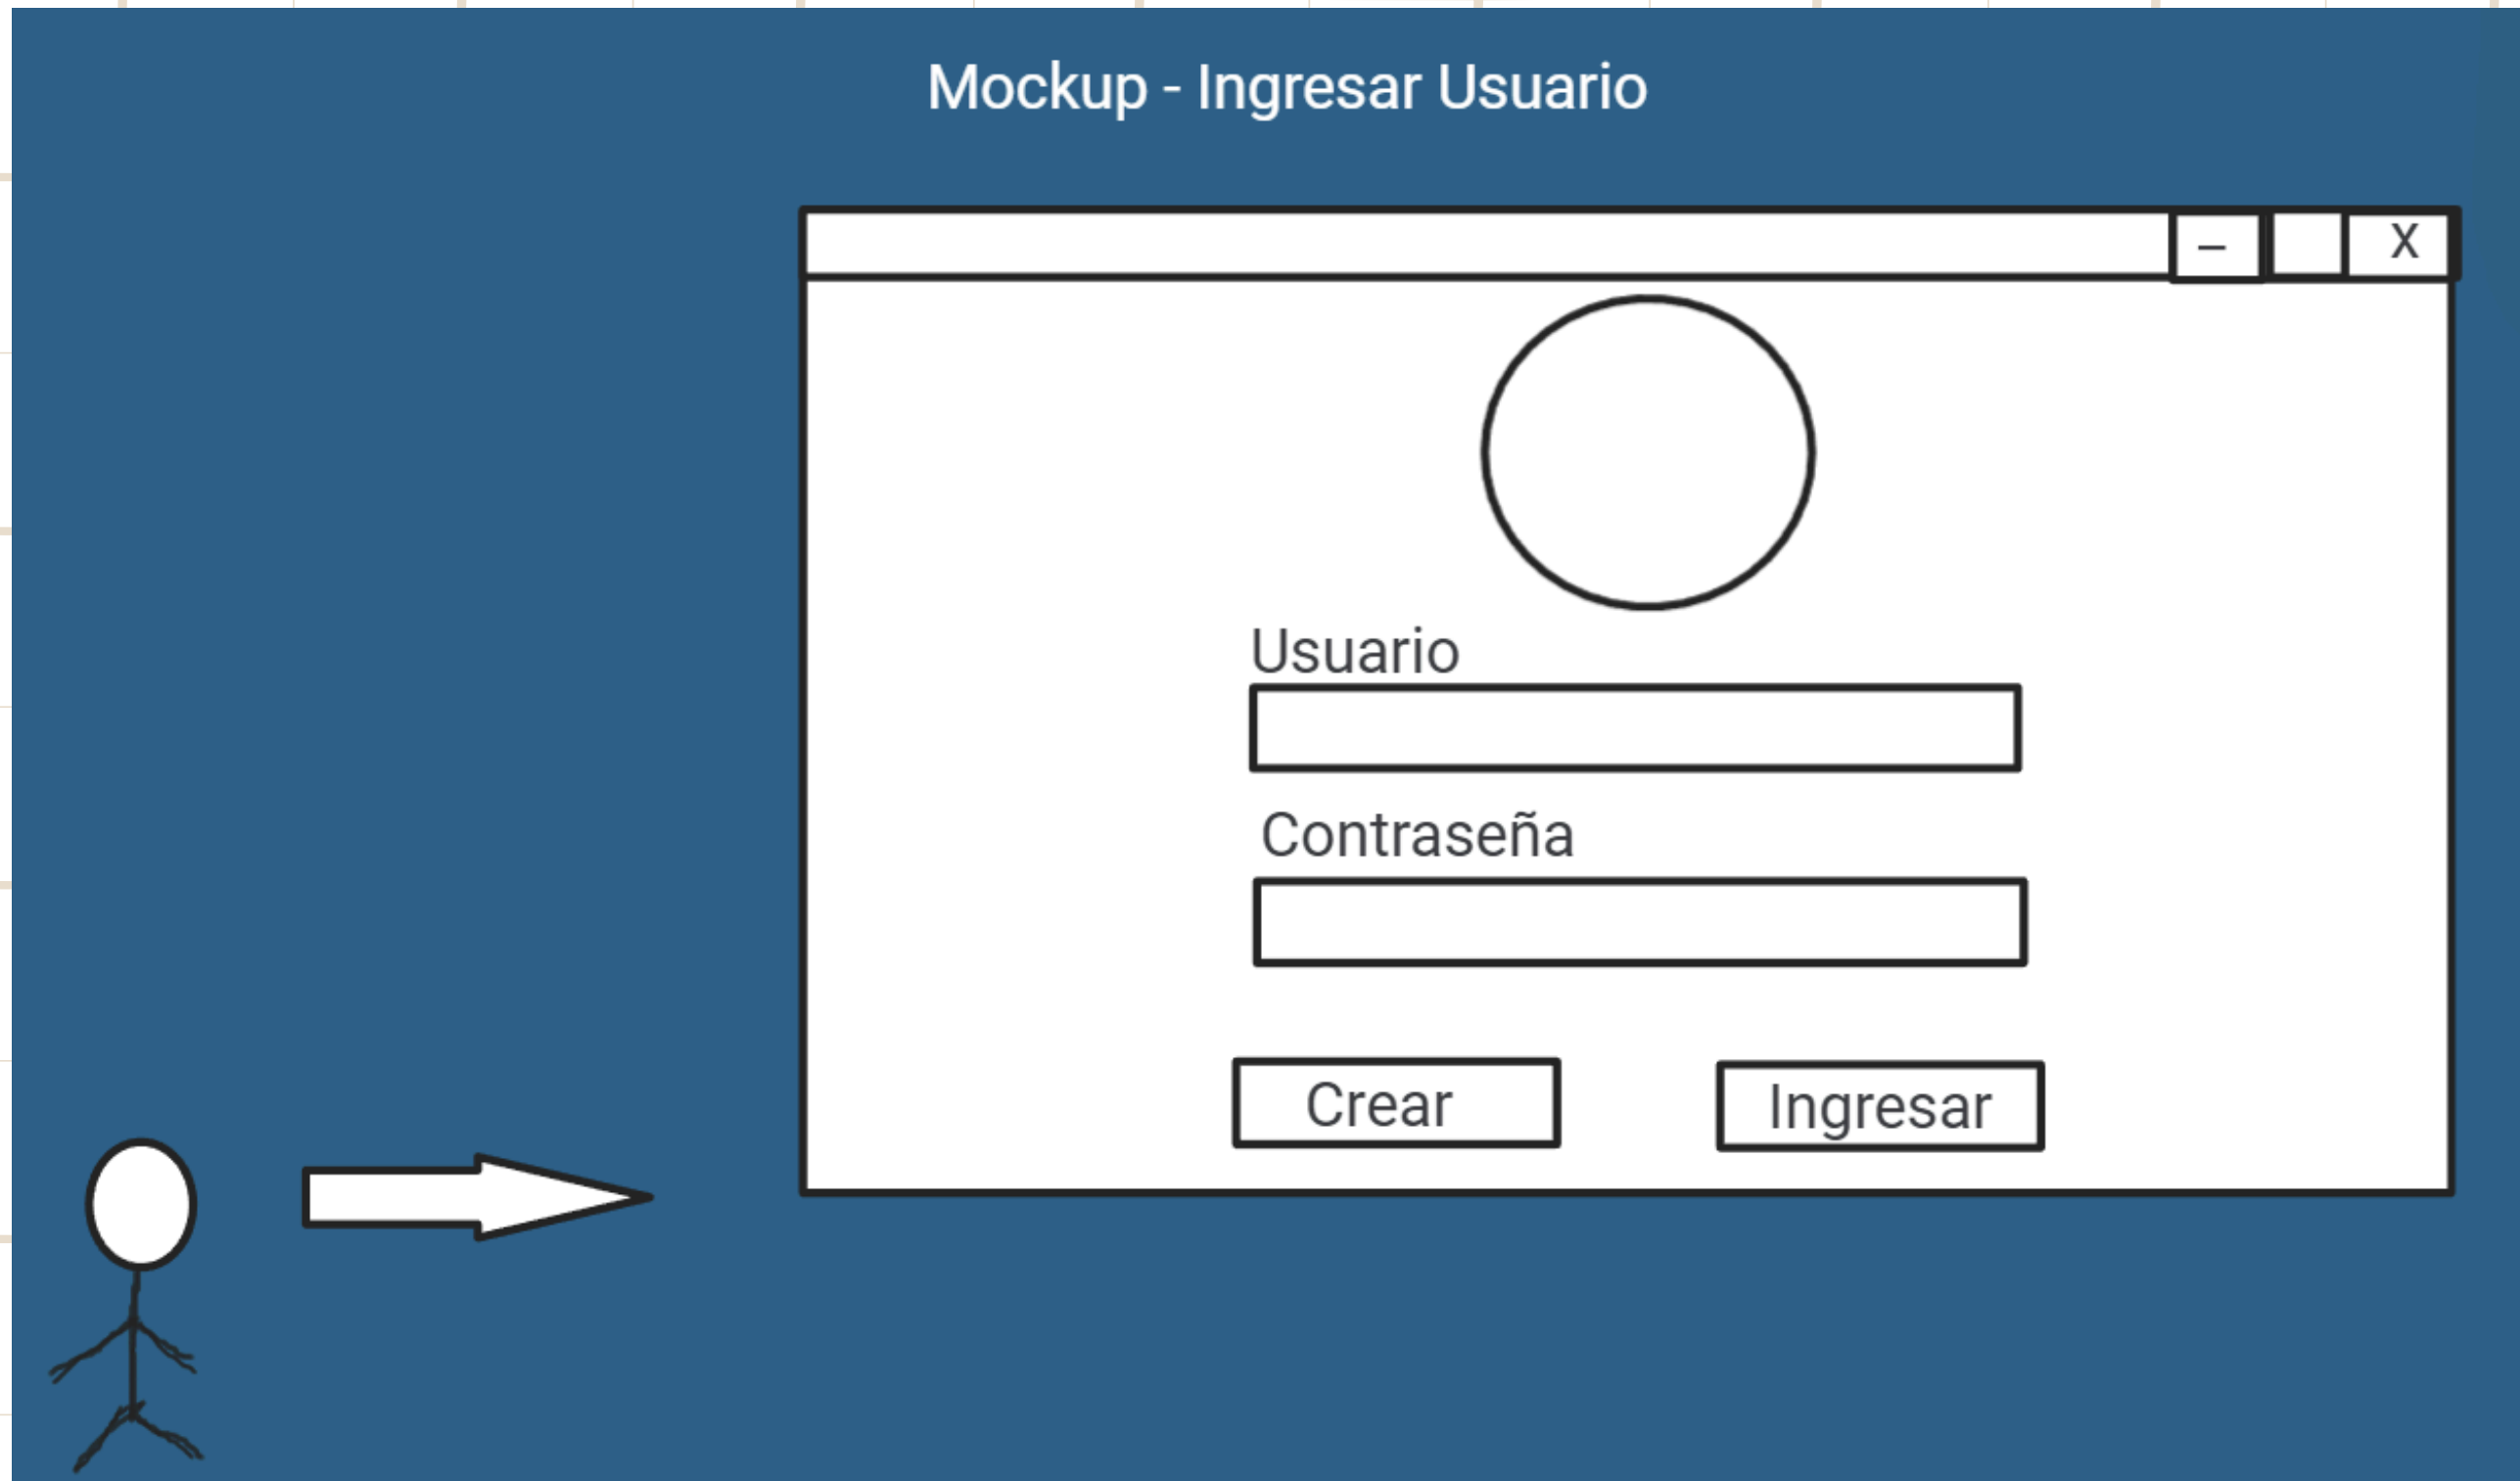 Mockup - Ingresar Usuario
– X
Usuario
Contraseña
Crear Ingresar